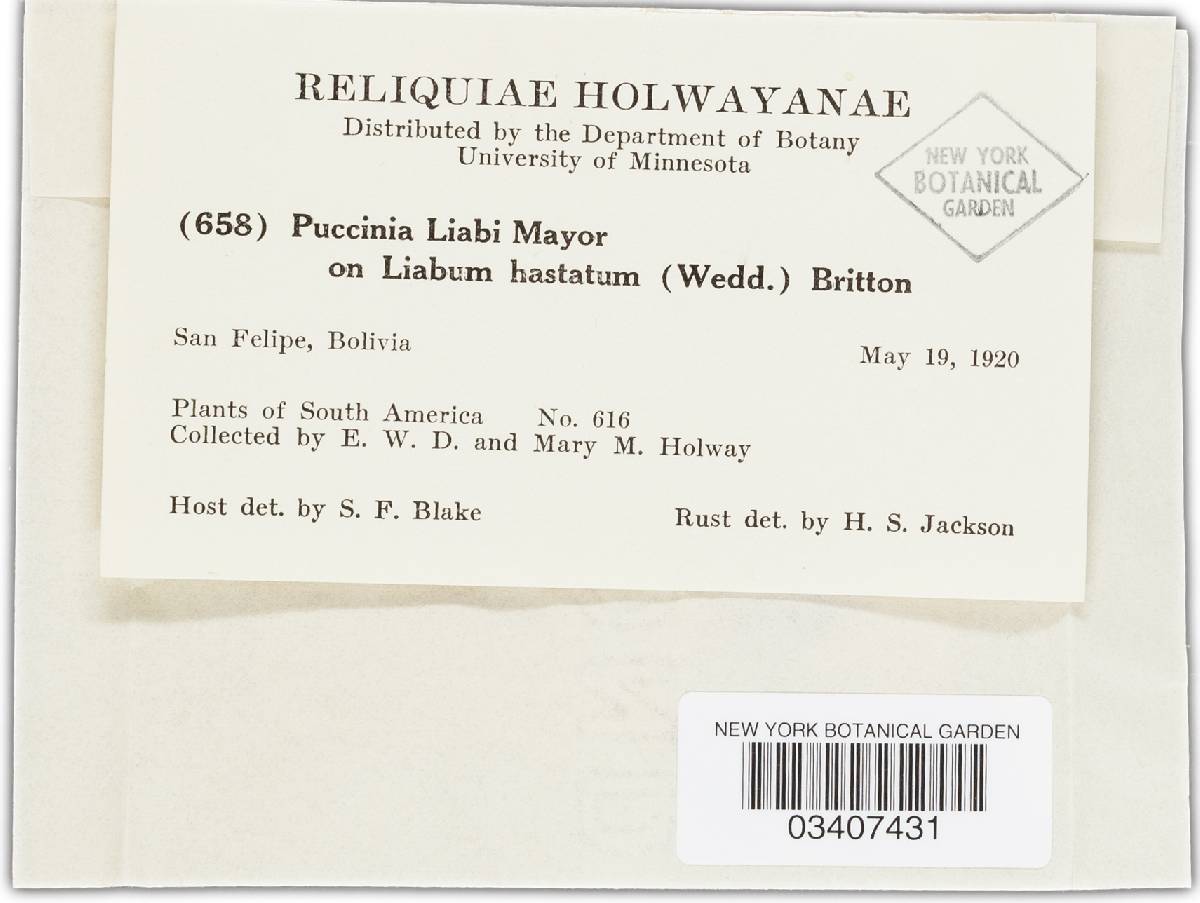 RELIQUIAE HOLWAYANAE
Distributed by the Department of Botany
University of Minnesota
NEW YORK
BOTANICAL
GARDEN
(658) Puccinia Liabi Mayor
on Liabum hastatum (Wedd.) Britton
San Felipe, Bolivia May 19, 1920
Plants of South America No. 616
Collected by E. W. D. and Mary M. Holway
Host det. by S. F. Blake Rust det. by H. S. Jackson
NEW YORK BOTANICAL GARDEN
03407431